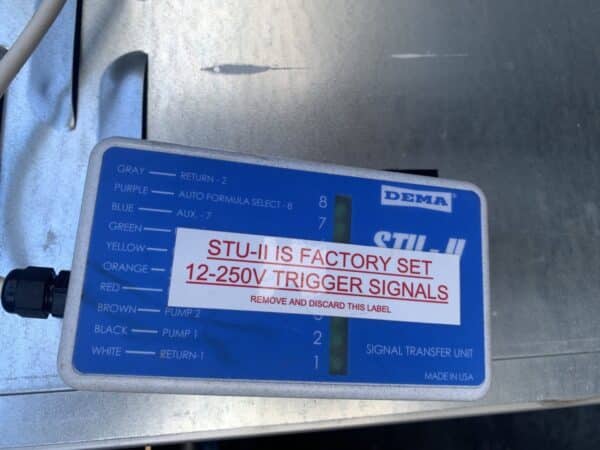 GRAY RETURN - 2
PURPLE AUTO FORMULA SELECT - 8
BLUE AUX. - 7
GREEN
YELLOW
ORANGE
RED
BROWN PUMP 2
BLACK PUMP 1
WHITE RETURN-1
8
7
2
1
DEMA
STU-II
STU-II IS FACTORY SET
12-250V TRIGGER SIGNALS
REMOVE AND DISCARD THIS LABEL
SIGNAL TRANSFER UNIT
MADE IN USA